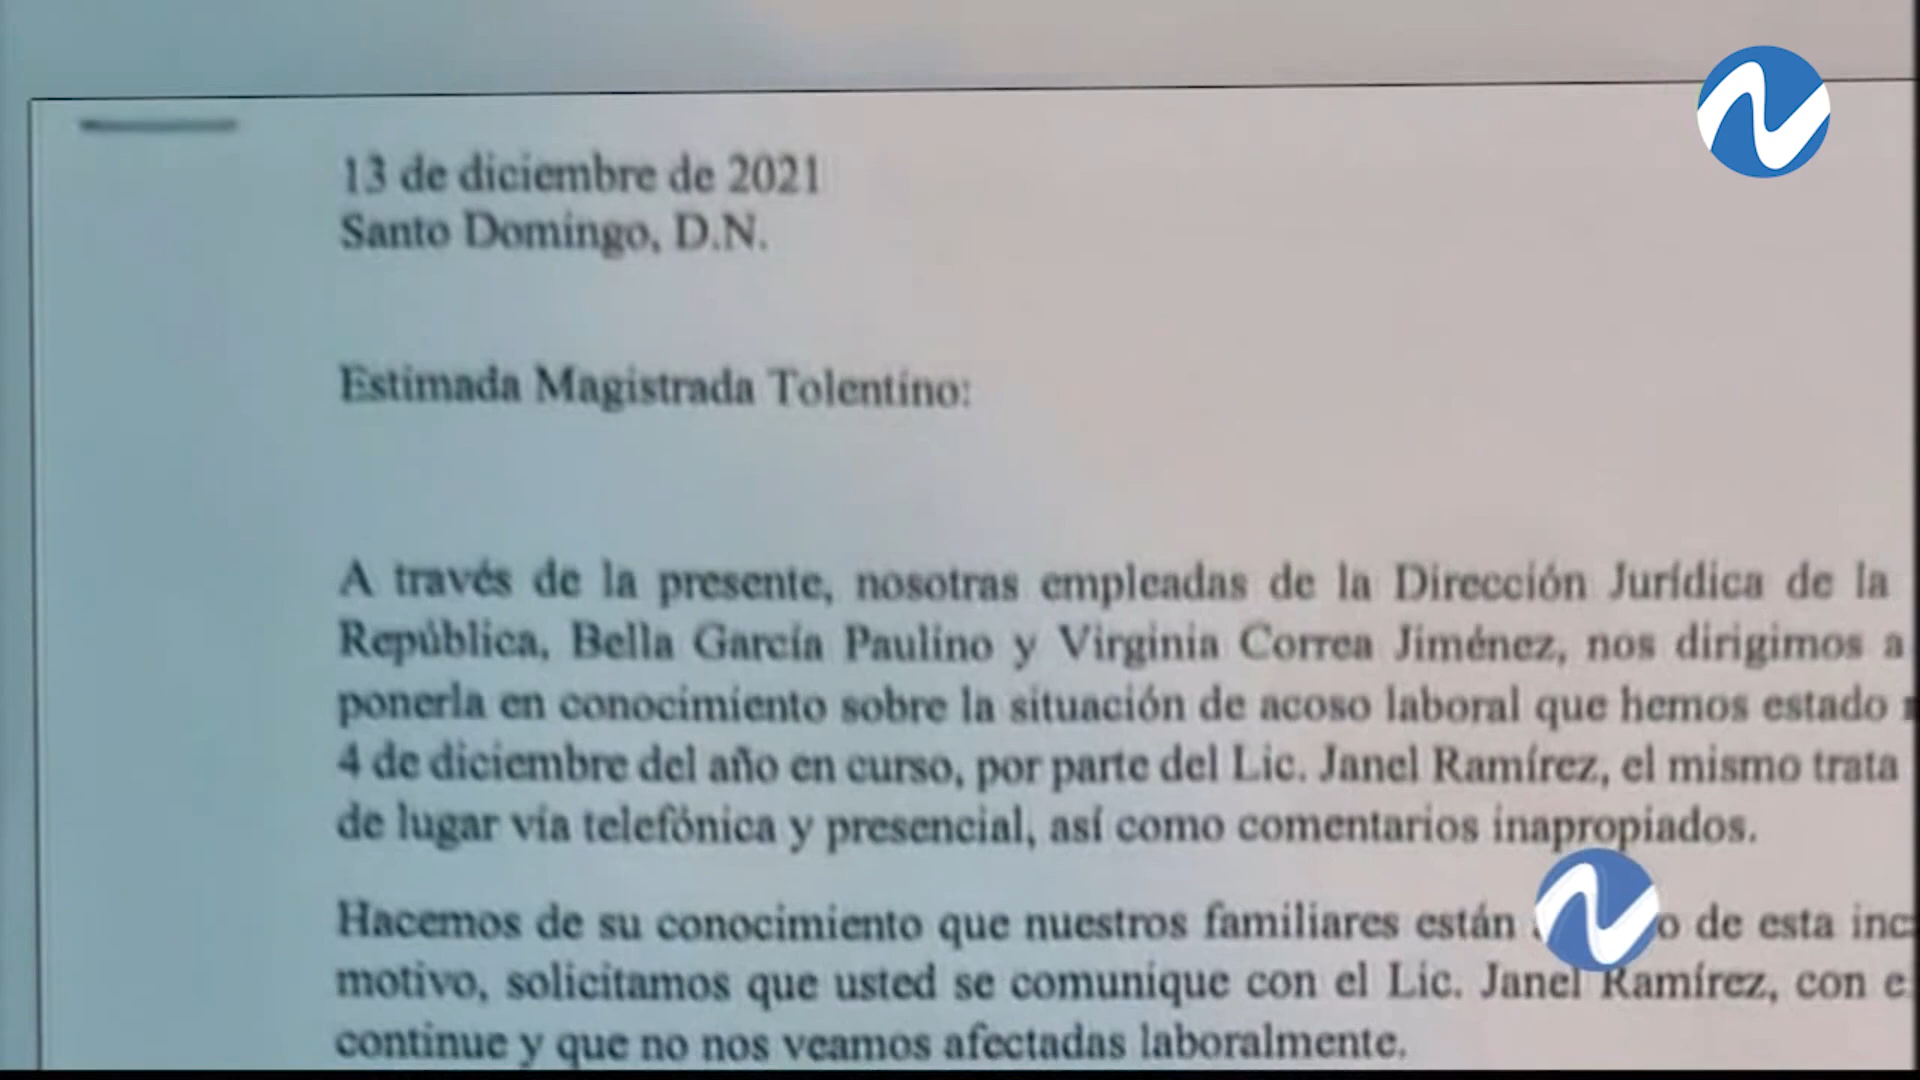 13 de diciembre de 2021
Santo Domingo, D.N.
Estimada Magistrada Tolentino:
A través de la presente, nosotras empleadas de la Dirección Jurídica de la
República, Bella García Paulino y Virginia Correa Jiménez, nos dirigimos a
ponerla en conocimiento sobre la situación de acoso laboral que hemos estado
4 de diciembre del año en curso, por parte del Lic. Janel Ramírez, el mismo trata
de lugar vía telefónica y presencial, así como comentarios inapropiados.
Hacemos de su conocimiento que nuestros familiares están de esta
motivo, solicitamos que usted se comunique con el Lic. Janel Ramírez, con
continue y que no nos veamos afectadas laboralmente.